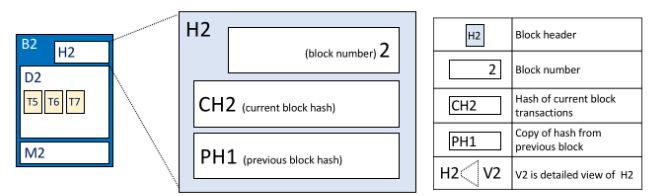 B2
H2
D2
T5 T6 T7
M2
H2
(block number) 2
CH2 (current block hash)
PH1 (previous block hash)
H2 Block header
2 Block number
CH2 Hash of current block
transactions
PH1 Copy of hash from
previous block
H2 V2 V2 is detailed view of H2